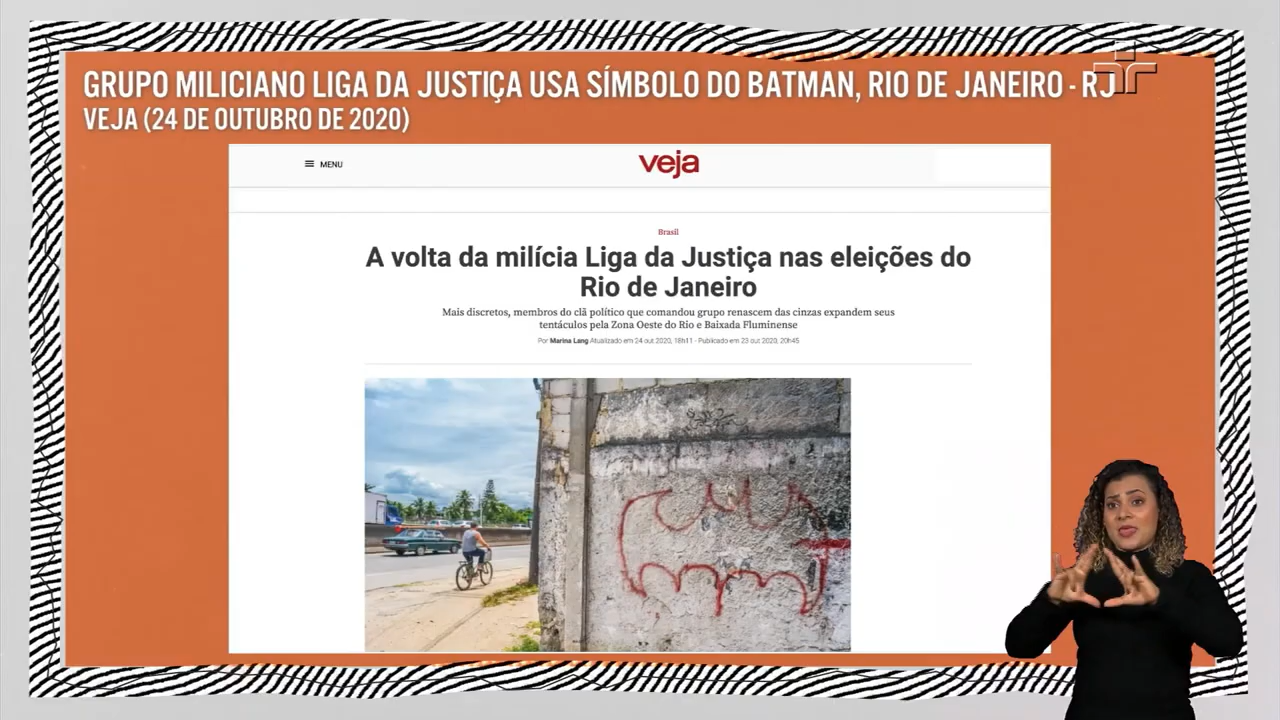 GRUPO MILICIANO LIGA DA JUSTIÇA USA SÍMBOLO DO BATMAN, RIO DE JANEIRO - RJ
VEJA (24 DE OUTUBRO DE 2020)
MENU
veja
Brasil
A volta da milícia Liga da Justiça nas eleições do
Rio de Janeiro
Mais discretos, membros do clã político que comandou grupo renascem das cinzas expandem seus
tentáculos pela Zona Oeste do Rio e Baixada Fluminense
Por Marina Lang Atualizado em 24 out 2020, 18h11 - Publicado em 23 out 2020, 20h45